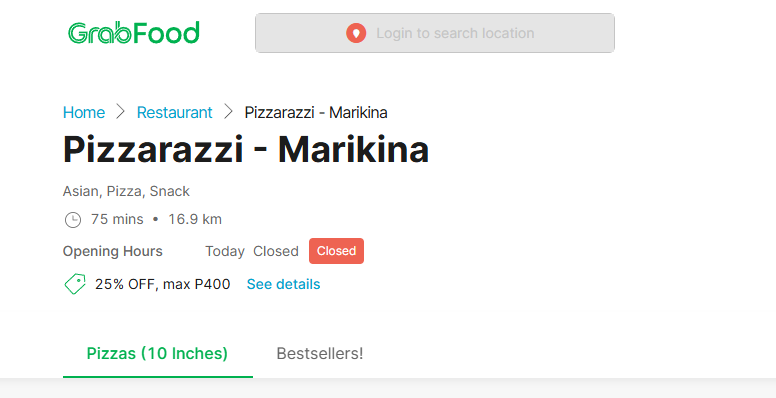 GrabFood
Login to search location
Home > Restaurant > Pizzarazzi - Marikina
Pizzarazzi - Marikina
Asian, Pizza, Snack
75 mins • 16.9 km
Opening Hours Today Closed Closed
25% OFF, max P400 See details
Pizzas (10 Inches) Bestsellers!